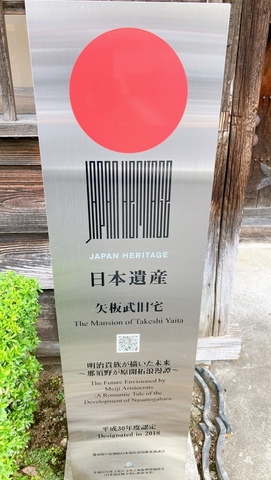 JAPAN HERITAGE
JAPAN HERITAGE
日本遺産
矢板武旧宅
The Mansion of Takeshi Yaita
明治貴族が描いた未来
～那須野が原開拓浪漫譚～
The Future Envisioned by
Meiji Aristocrats
-A Romantic Tale of the
Development of Nasunogahara-
平成30年度認定
Designated in 2018